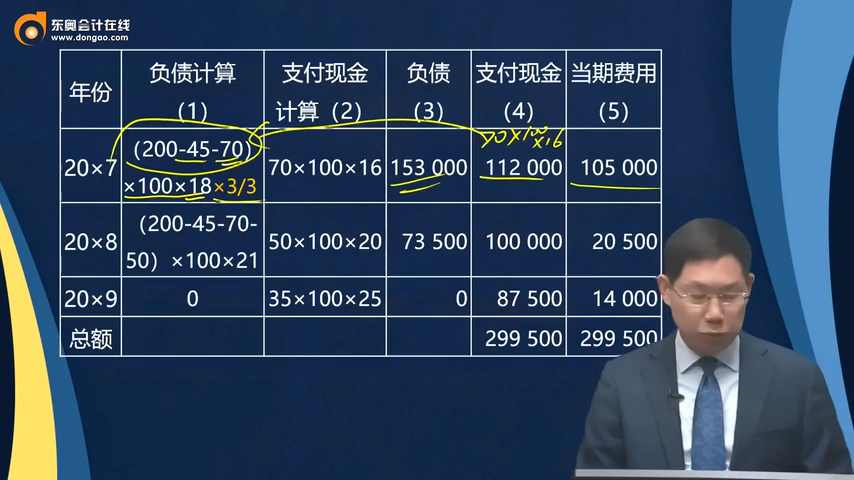 东奥会计在线
www.dongao.com
年份 负债计算（1） 支付现金计算（2） 负债（3） 支付现金（4） 当期费用（5）
70×100×16
20×7 （200-45-70）×100×18×3/3 70×100×16 153 000 112 000 105 000
20×8 （200-45-70-50）×100×21 50×100×20 73 500 100 000 20 500
20×9 0 35×100×25 0 87 500 14 000
总额 299 500 299 500